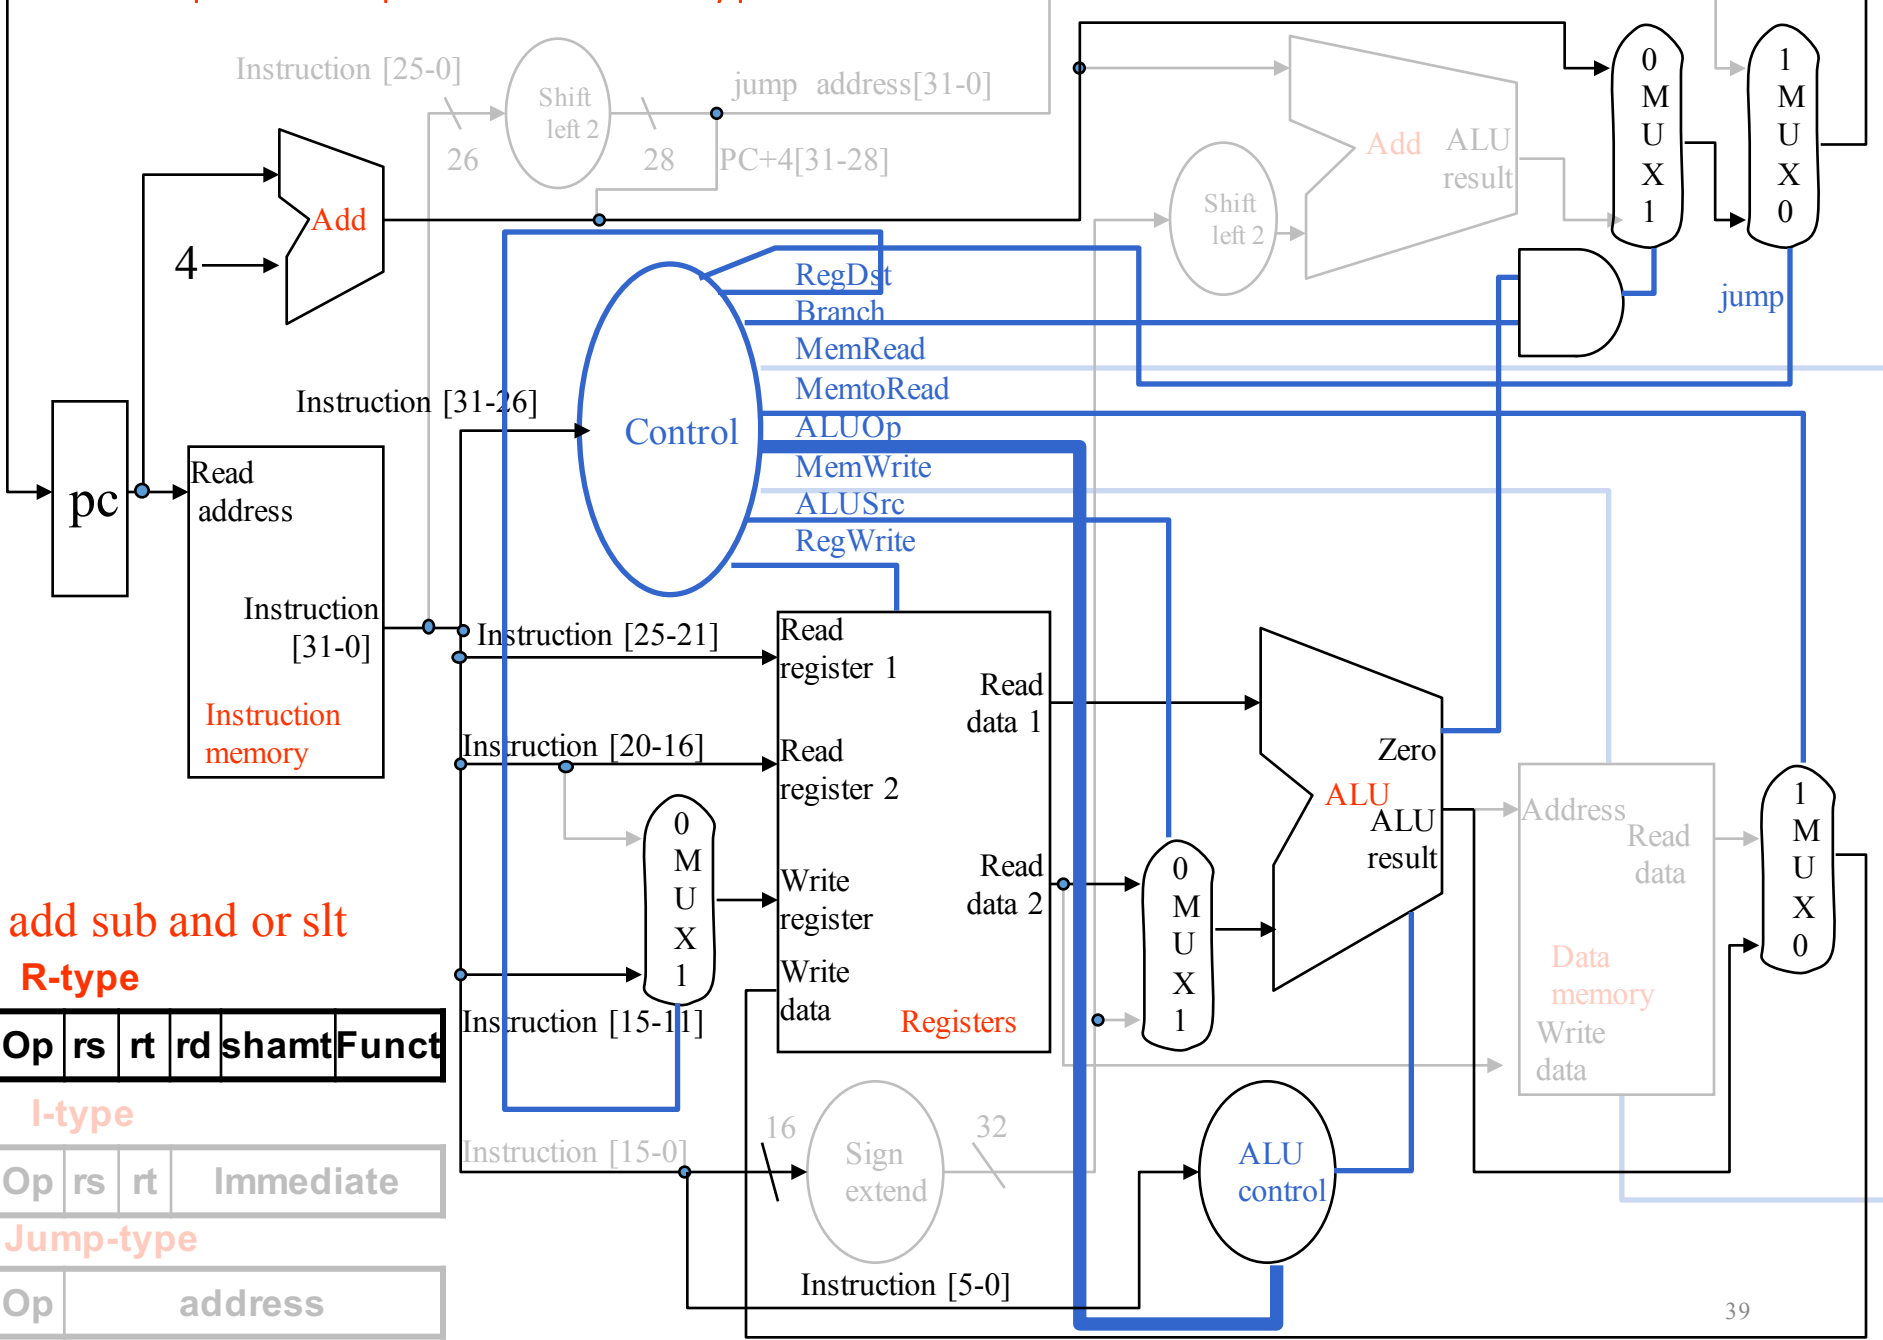 Instruction [25-0]
Shift
left 2
26
28
jump address[31-0]
PC+4[31-28]
Add
4
Add
ALU
result
Shift
left 2
0
M
U
X
1
1
M
U
X
0
jump
RegDst
Branch
MemRead
MemtoRead
ALUOp
MemWrite
ALUSrc
RegWrite
Control
Instruction [31-26]
pc
Read
address
Instruction
[31-0]
Instruction
memory
Instruction [25-21]
Instruction [20-16]
Instruction [15-11]
Instruction [15-0]
0
M
U
X
1
Read
register 1
Read
register 2
Write
register
Write
data
Read
data 1
Read
data 2
Registers
0
M
U
X
1
Zero
ALU
ALU
result
Address
Read
data
Data
memory
Write
data
1
M
U
X
0
16
Sign
extend
32
ALU
control
Instruction [5-0]
add sub and or slt
R-type
Op rs rt rd shamt Funct
I-type
Op rs rt Immediate
Jump-type
Op address
39